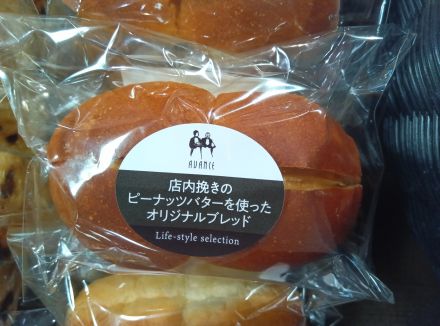 AVANCE
店内挽きの
ピーナッツバターを使った
オリジナルブレッド
Life-style selection